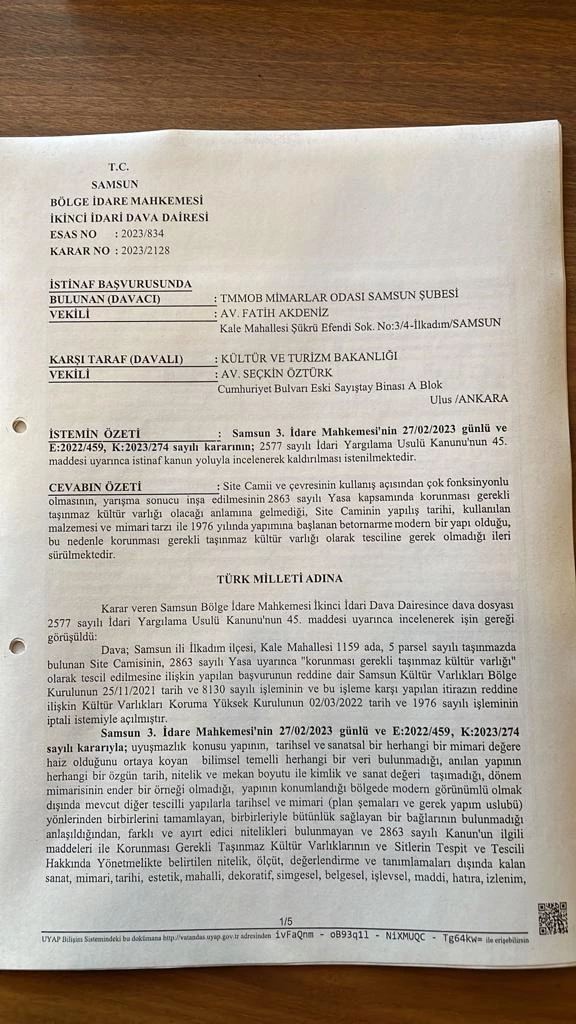 T.C.
SAMSUN
BÖLGE İDARE MAHKEMESİ
İKİNCİ İDARİ DAVA DAİRESİ
ESAS NO : 2023/834
KARAR NO : 2023/2128
İSTİNAF BAŞVURUSUNDA
BULUNAN (DAVACI) : TMMOB MİMARLAR ODASI SAMSUN ŞUBESİ
VEKİLİ : AV. FATİH AKDENİZ
Kale Mahallesi Şükrü Efendi Sok. No:3/4-İlkadım/SAMSUN
KARŞI TARAF (DAVALI) : KÜLTÜR VE TURİZM BAKANLIĞI
VEKİLİ : AV. SEÇKİN ÖZTÜRK
Cumhuriyet Bulvarı Eski Sayıştay Binası A Blok
Ulus /ANKARA
İSTEMİN ÖZETİ : Samsun 3. İdare Mahkemesi'nin 27/02/2023 günlü ve
E:2022/459, K:2023/274 sayılı kararının; 2577 sayılı İdari Yargılama Usulü Kanunu'nun 45.
maddesi uyarınca istinaf kanun yoluyla incelenerek kaldırılması istenilmektedir.
CEVABIN ÖZETİ : Site Camii ve çevresinin kullanış açısından çok fonksiyonlu
olmasının, yarışma sonucu inşa edilmesinin 2863 sayılı Yasa kapsamında korunması gerekli
taşınmaz kültür varlığı olacağı anlamına gelmediği, Site Caminin yapılış tarihi, kullanılan
malzemesi ve mimari tarzı ile 1976 yılında yapımına başlanan betornarme modern bir yapı olduğu,
bu nedenle korunması gerekli taşınmaz kültür varlığı olarak tesciline gerek olmadığı ileri
sürülmektedir.
TÜRK MİLLETİ ADINA
Karar veren Samsun Bölge İdare Mahkemesi İkinci İdari Dava Dairesince dava dosyası
2577 sayılı İdari Yargılama Usulü Kanunu'nun 45. maddesi uyarınca incelenerek işin gereği
görüşüldü:
Dava; Samsun ili İlkadım ilçesi, Kale Mahallesi 1159 ada, 5 parsel sayılı taşınmazda
bulunan Site Camisinin, 2863 sayılı Yasa uyarınca "korunması gerekli taşınmaz kültür varlığı"
olarak tescil edilmesine ilişkin yapılan başvurunun reddine dair Samsun Kültür Varlıkları Bölge
Kurulunun 25/11/2021 tarih ve 8130 sayılı işleminin ve bu işleme karşı yapılan itirazın reddine
ilişkin Kültür Varlıkları Koruma Yüksek Kurulunun 02/03/2022 tarih ve 1976 sayılı işleminin
iptali istemiyle açılmıştır.
Samsun 3. İdare Mahkemesi'nin 27/02/2023 günlü ve E:2022/459, K:2023/274
sayılı kararıyla; uyuşmazlık konusu yapının, tarihsel ve sanatsal bir herhangi bir mimari değere
haiz olduğunu ortaya koyan bilimsel temelli herhangi bir veri bulunmadığı, anılan yapının
herhangi bir özgün tarih, nitelik ve mekan boyutu ile kimlik ve sanat değeri taşımadığı, dönem
mimarisinin ender bir örneği olmadığı, yapının konumlandığı bölgede modern görünümlü olmak
dışında mevcut diğer tescilli yapılarla tarihsel ve mimari (plan şemaları ve gerek yapım uslubü)
yönlerinden birbirlerini tamamlayan, birbirleriyle bütünlük sağlayan bir bağlarının bulunmadığı
anlaşıldığından, farklı ve ayırt edici nitelikleri bulunmayan ve 2863 sayılı Kanun'un ilgili
maddeleri ile Korunması Gerekli Taşınmaz Kültür Varlıklarının ve Sitlerin Tespit ve Tescili
Hakkında Yönetmelikte belirtilen nitelik, ölçüt, değerlendirme ve tanımlamaları dışında kalan
sanat, mimari, tarihi, estetik, mahalli, dekoratif, simgesel, belgesel, işlevsel, maddi, hatıra, izlenim,
1/5
UYAP Bilişim Sistemindeki bu dokümana http://vatandas.uyap.gov.tr adresinden ivFaQnm - oB93q1l - NiXMUQC - Tg64kw= ile erişebilirsin